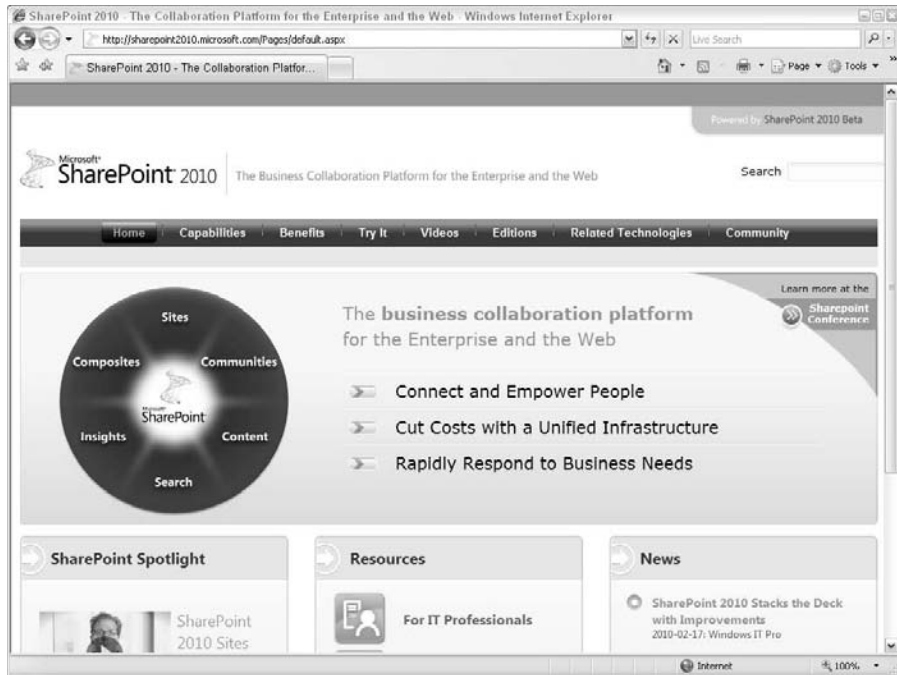 SharePoint 2010 - The Collaboration Platform for the Enterprise and the Web - Windows Internet Explorer
http://sharepoint2010.microsoft.com/Pages/default.aspx
Live Search
SharePoint 2010 - The Collaboration Platfor...
Page
Tools
Powered by SharePoint 2010 Beta
Microsoft®
SharePoint® 2010
The Business Collaboration Platform for the Enterprise and the Web
Search
Home Capabilities Benefits Try It Videos Editions Related Technologies Community
Learn more at the
Sharepoint
Conference
The business collaboration platform
for the Enterprise and the Web
Connect and Empower People
Cut Costs with a Unified Infrastructure
Rapidly Respond to Business Needs
Sites
Composites
Communities
Microsoft
SharePoint
Insights
Content
Search
SharePoint Spotlight
SharePoint
2010 Sites
Resources
For IT Professionals
News
SharePoint 2010 Stacks the Deck
with Improvements
2010-02-17: Windows IT Pro
Internet
100%